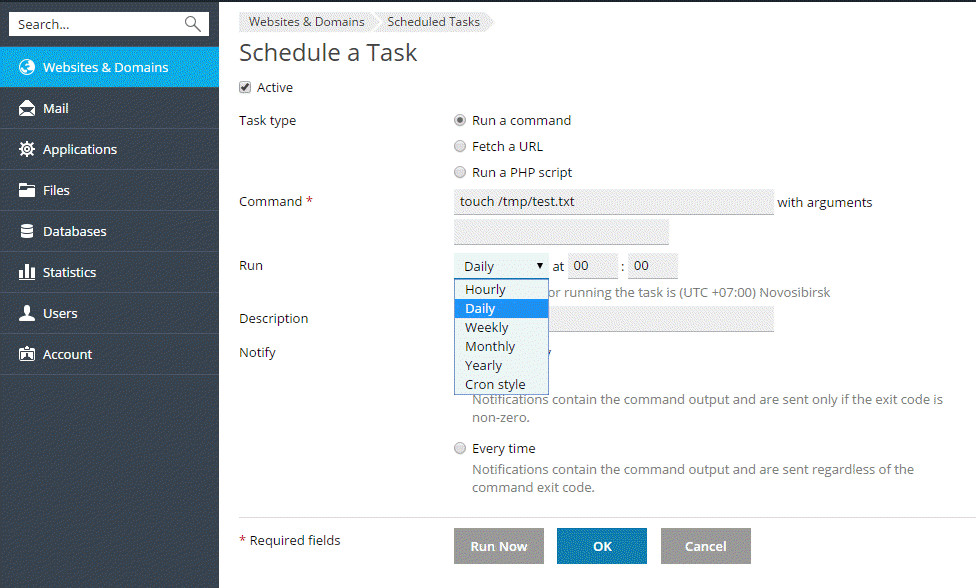 Search...
Websites & Domains
Mail
Applications
Files
Databases
Statistics
Users
Account
Websites & Domains Scheduled Tasks
Schedule a Task
Active
Task type
Run a command
Fetch a URL
Run a PHP script
Command *
touch /tmp/test.txt with arguments
Run
Daily at 00 : 00
Hourly
Daily
Weekly
Monthly
Yearly
Cron style
or running the task is (UTC +07:00) Novosibirsk
Description
Notify
Notifications contain the command output and are sent only if the exit code is
non-zero.
Every time
Notifications contain the command output and are sent regardless of the
command exit code.
* Required fields
Run Now
OK
Cancel